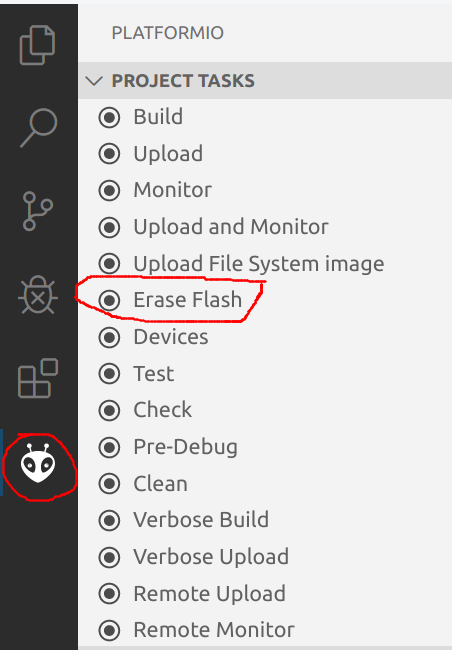 PLATFORMIO
PROJECT TASKS
Build
Upload
Monitor
Upload and Monitor
Upload File System image
Erase Flash
Devices
Test
Check
Pre-Debug
Clean
Verbose Build
Verbose Upload
Remote Upload
Remote Monitor